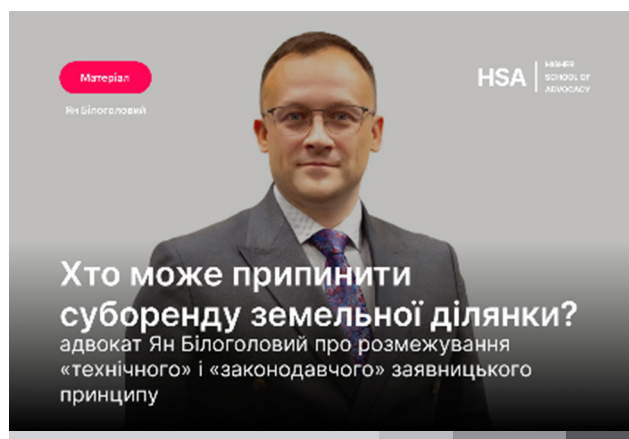 Матеріал
Ян Білоголовий
HSA
HIGHER
SCHOOL OF
ADVOCACY
Хто може припинити
суборенду земельної ділянки?
адвокат Ян Білоголовий про розмежування
«технічного» і «законодавчого» заявницького
принципу